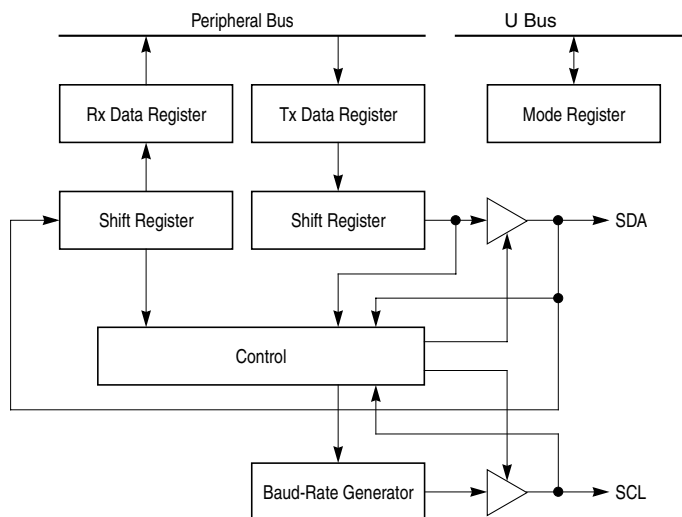 Peripheral Bus
U Bus
Rx Data Register
Tx Data Register
Mode Register
Shift Register
Shift Register
SDA
Control
Baud-Rate Generator
SCL